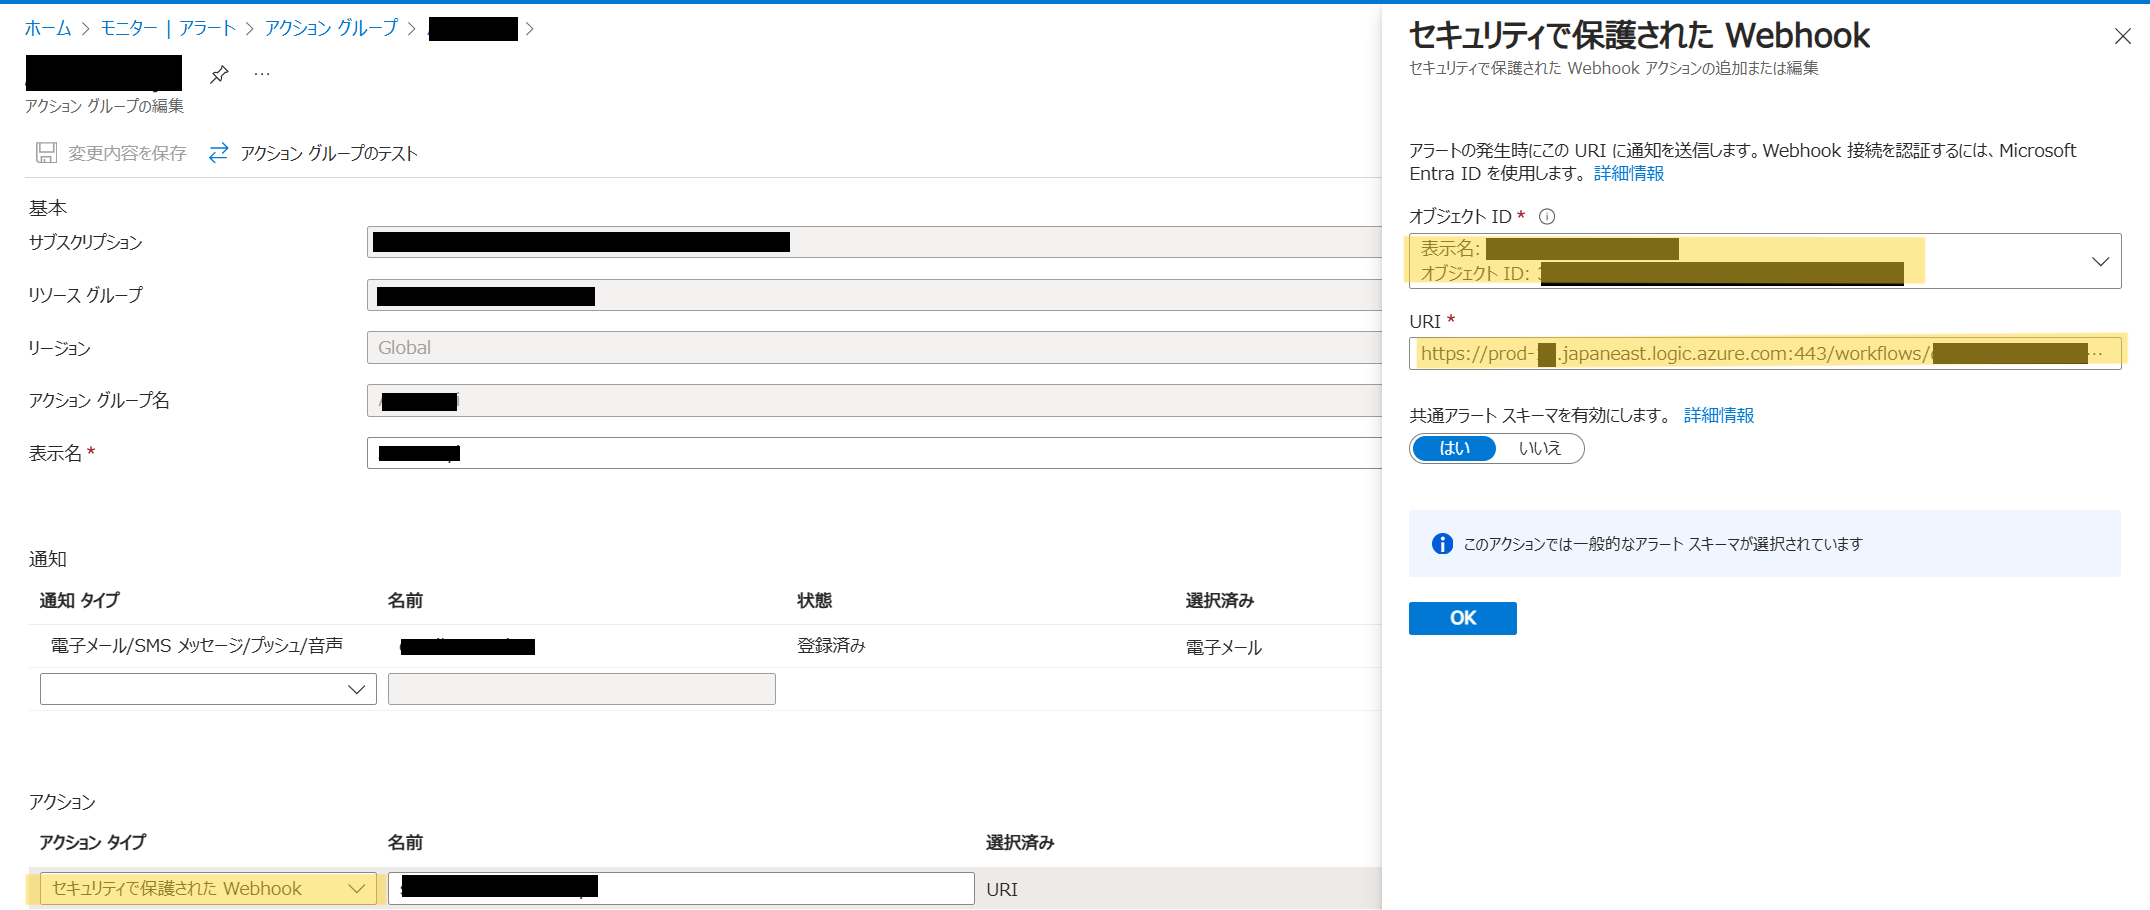 ホーム > モニター | アラート > アクション グループ > >
アクション グループの編集
変更内容を保存 アクション グループのテスト
基本
サブスクリプション
リソース グループ
リージョン Global
アクション グループ名
表示名 *
通知
通知 タイプ 名前 状態 選択済み
電子メール/SMS メッセージ/プッシュ/音声 登録済み 電子メール
アクション
アクション タイプ 名前 選択済み
セキュリティで保護された Webhook URI
セキュリティで保護された Webhook
セキュリティで保護された Webhook アクションの追加または編集
アラートの発生時にこの URI に通知を送信します。Webhook 接続を認証するには、Microsoft
Entra ID を使用します。 詳細情報
オブジェクト ID *
表示名:
オブジェクト ID:
URI *
https://prod- .japaneast.logic.azure.com:443/workflows/ ...
共通アラート スキーマを有効にします。 詳細情報
はい いいえ
このアクションでは一般的なアラート スキーマが選択されています
OK